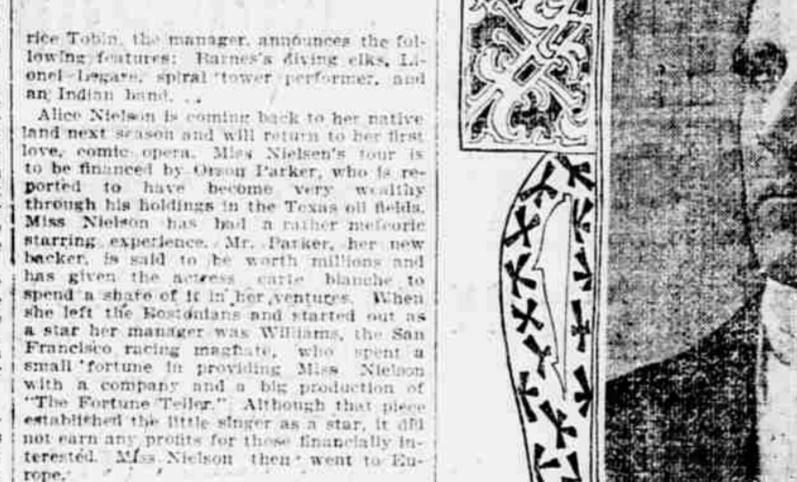 rice Tobin, the manager, announces the fol-
lowing features: Barnes's diving elks, Li-
onel Legare, spiral tower performer, and
an Indian band.
Alice Nielson is coming back to her native
land next season and will return to her first
love, comic opera. Miss Nielsen's tour is
to be financed by Orson Parker, who is re-
ported to have become very wealthy
through his holdings in the Texas oil fields.
Miss Nielson has had a rather meteoric
starring experience. Mr. Parker, her new
backer, is said to be worth millions and
has given the actress carte blanche to
spend a share of it in her ventures. When
she left the Bostonians and started out as
a star her manager was Williams, the San
Francisco racing magnate, who spent a
small fortune in providing Miss Nielson
with a company and a big production of
"The Fortune Teller." Although that piece
established the little singer as a star, it did
not earn any profits for those financially in-
terested. Miss Nielson then went to Eu-
rope.